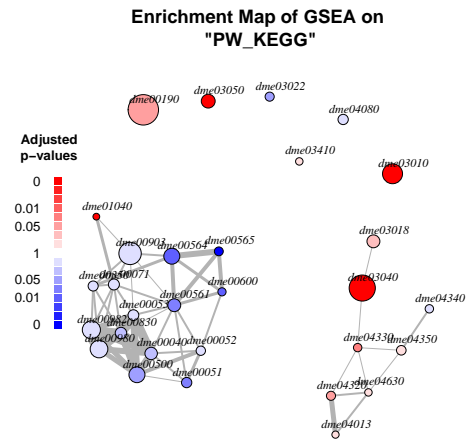 Enrichment Map of GSEA on
"PW_KEGG"
dme00190
dme03050
dme03022
dme04080
dme03410
dme03010
Adjusted
p−values
0
0.01
0.05
1
0.05
0.01
0
dme01040
dme03018
dme00903
dme00564
dme00565
dme00071
dme00600
dme03040
dme04340
dme00561
dme00982
dme00830
dme00980
dme00040
dme00052
dme04330
dme04350
dme00500
dme00051
dme04320
dme04630
dme04013